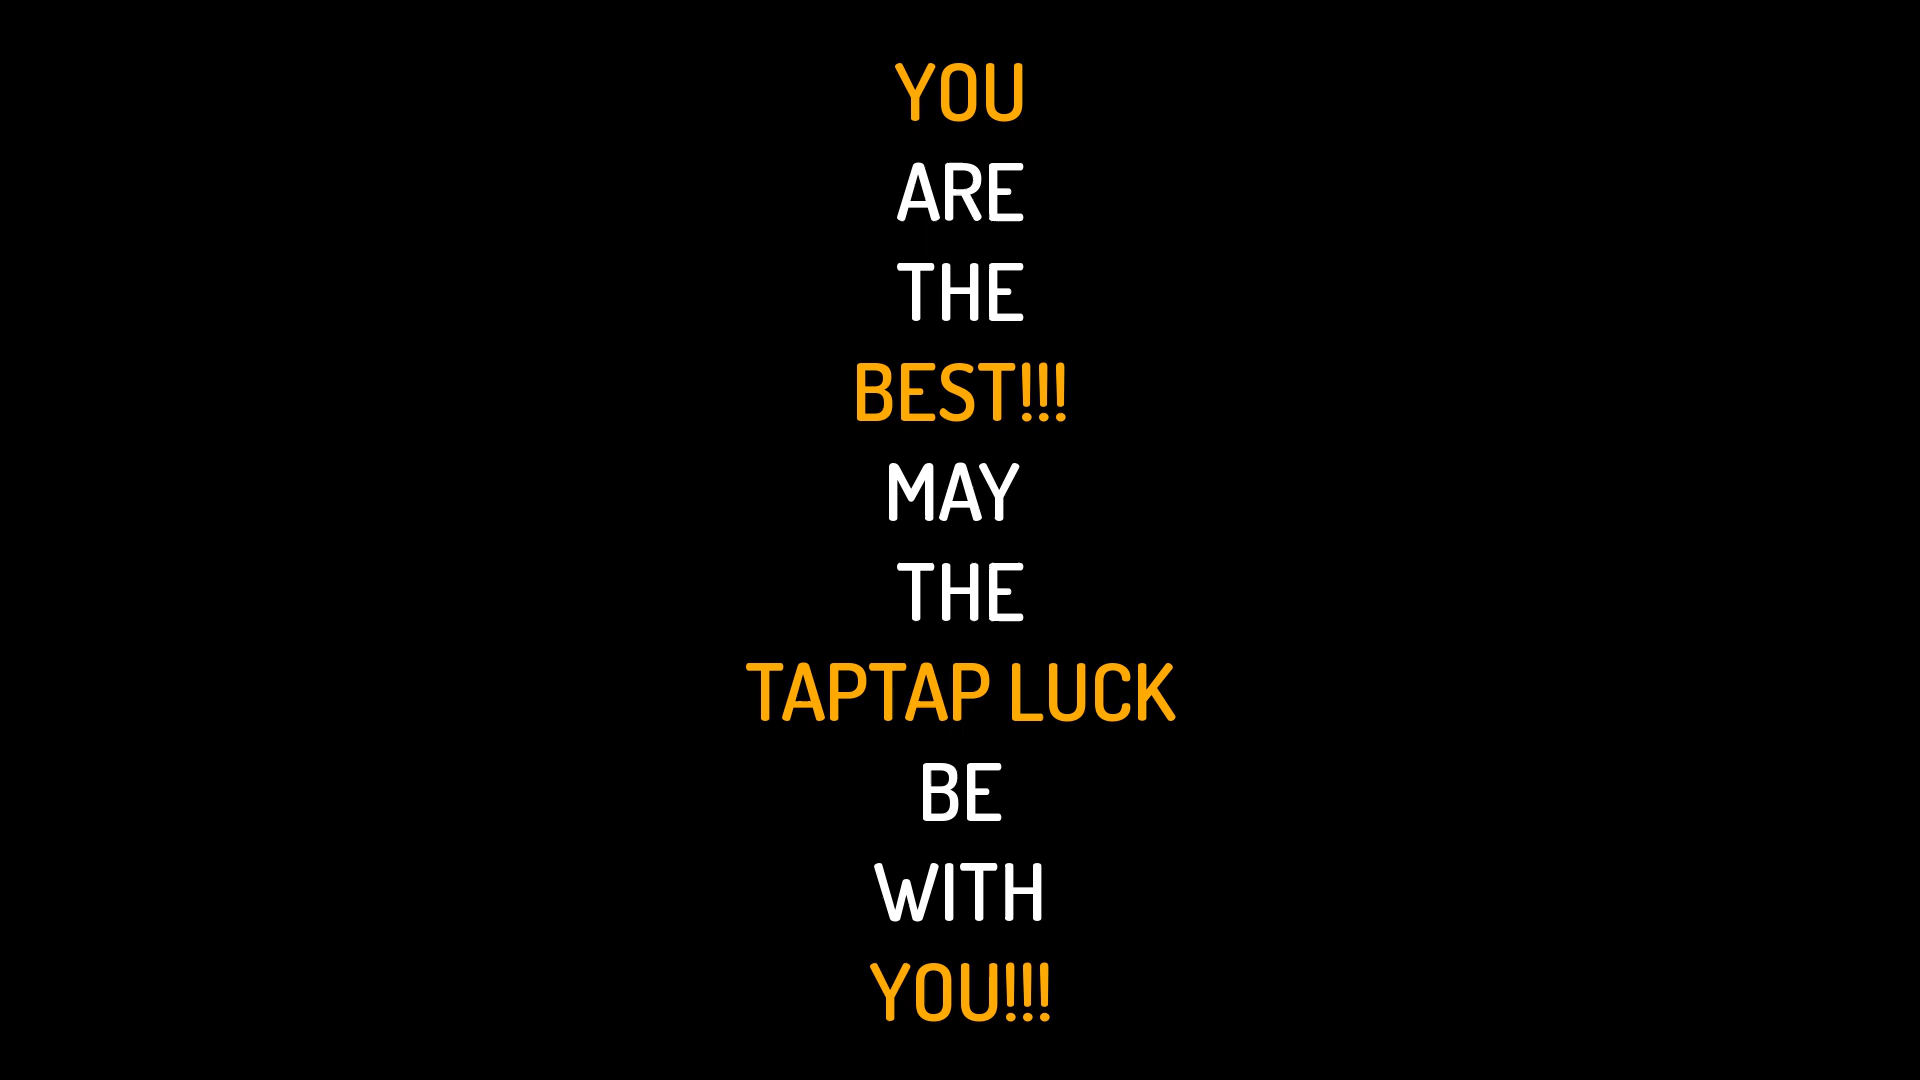 YOU
ARE
THE
BEST!!!
MAY
THE
TAPTAP LUCK
BE
WITH
YOU!!!